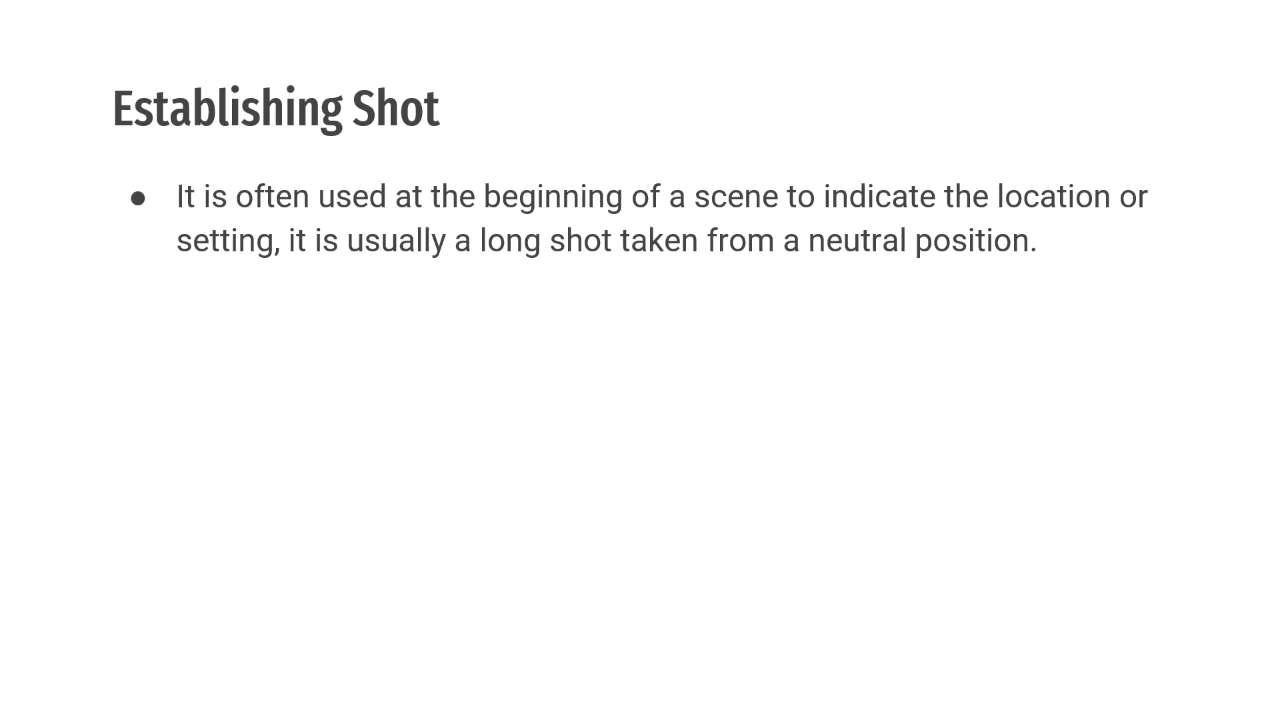 Establishing Shot
● It is often used at the beginning of a scene to indicate the location or
setting, it is usually a long shot taken from a neutral position.